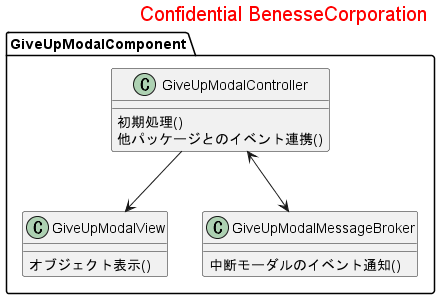 Confidential BenesseCorporation
GiveUpModalComponent
C GiveUpModalController
初期処理()
他パッケージとのイベント連携()
C GiveUpModalView
オブジェクト表示()
C GiveUpModalMessageBroker
中断モーダルのイベント通知()